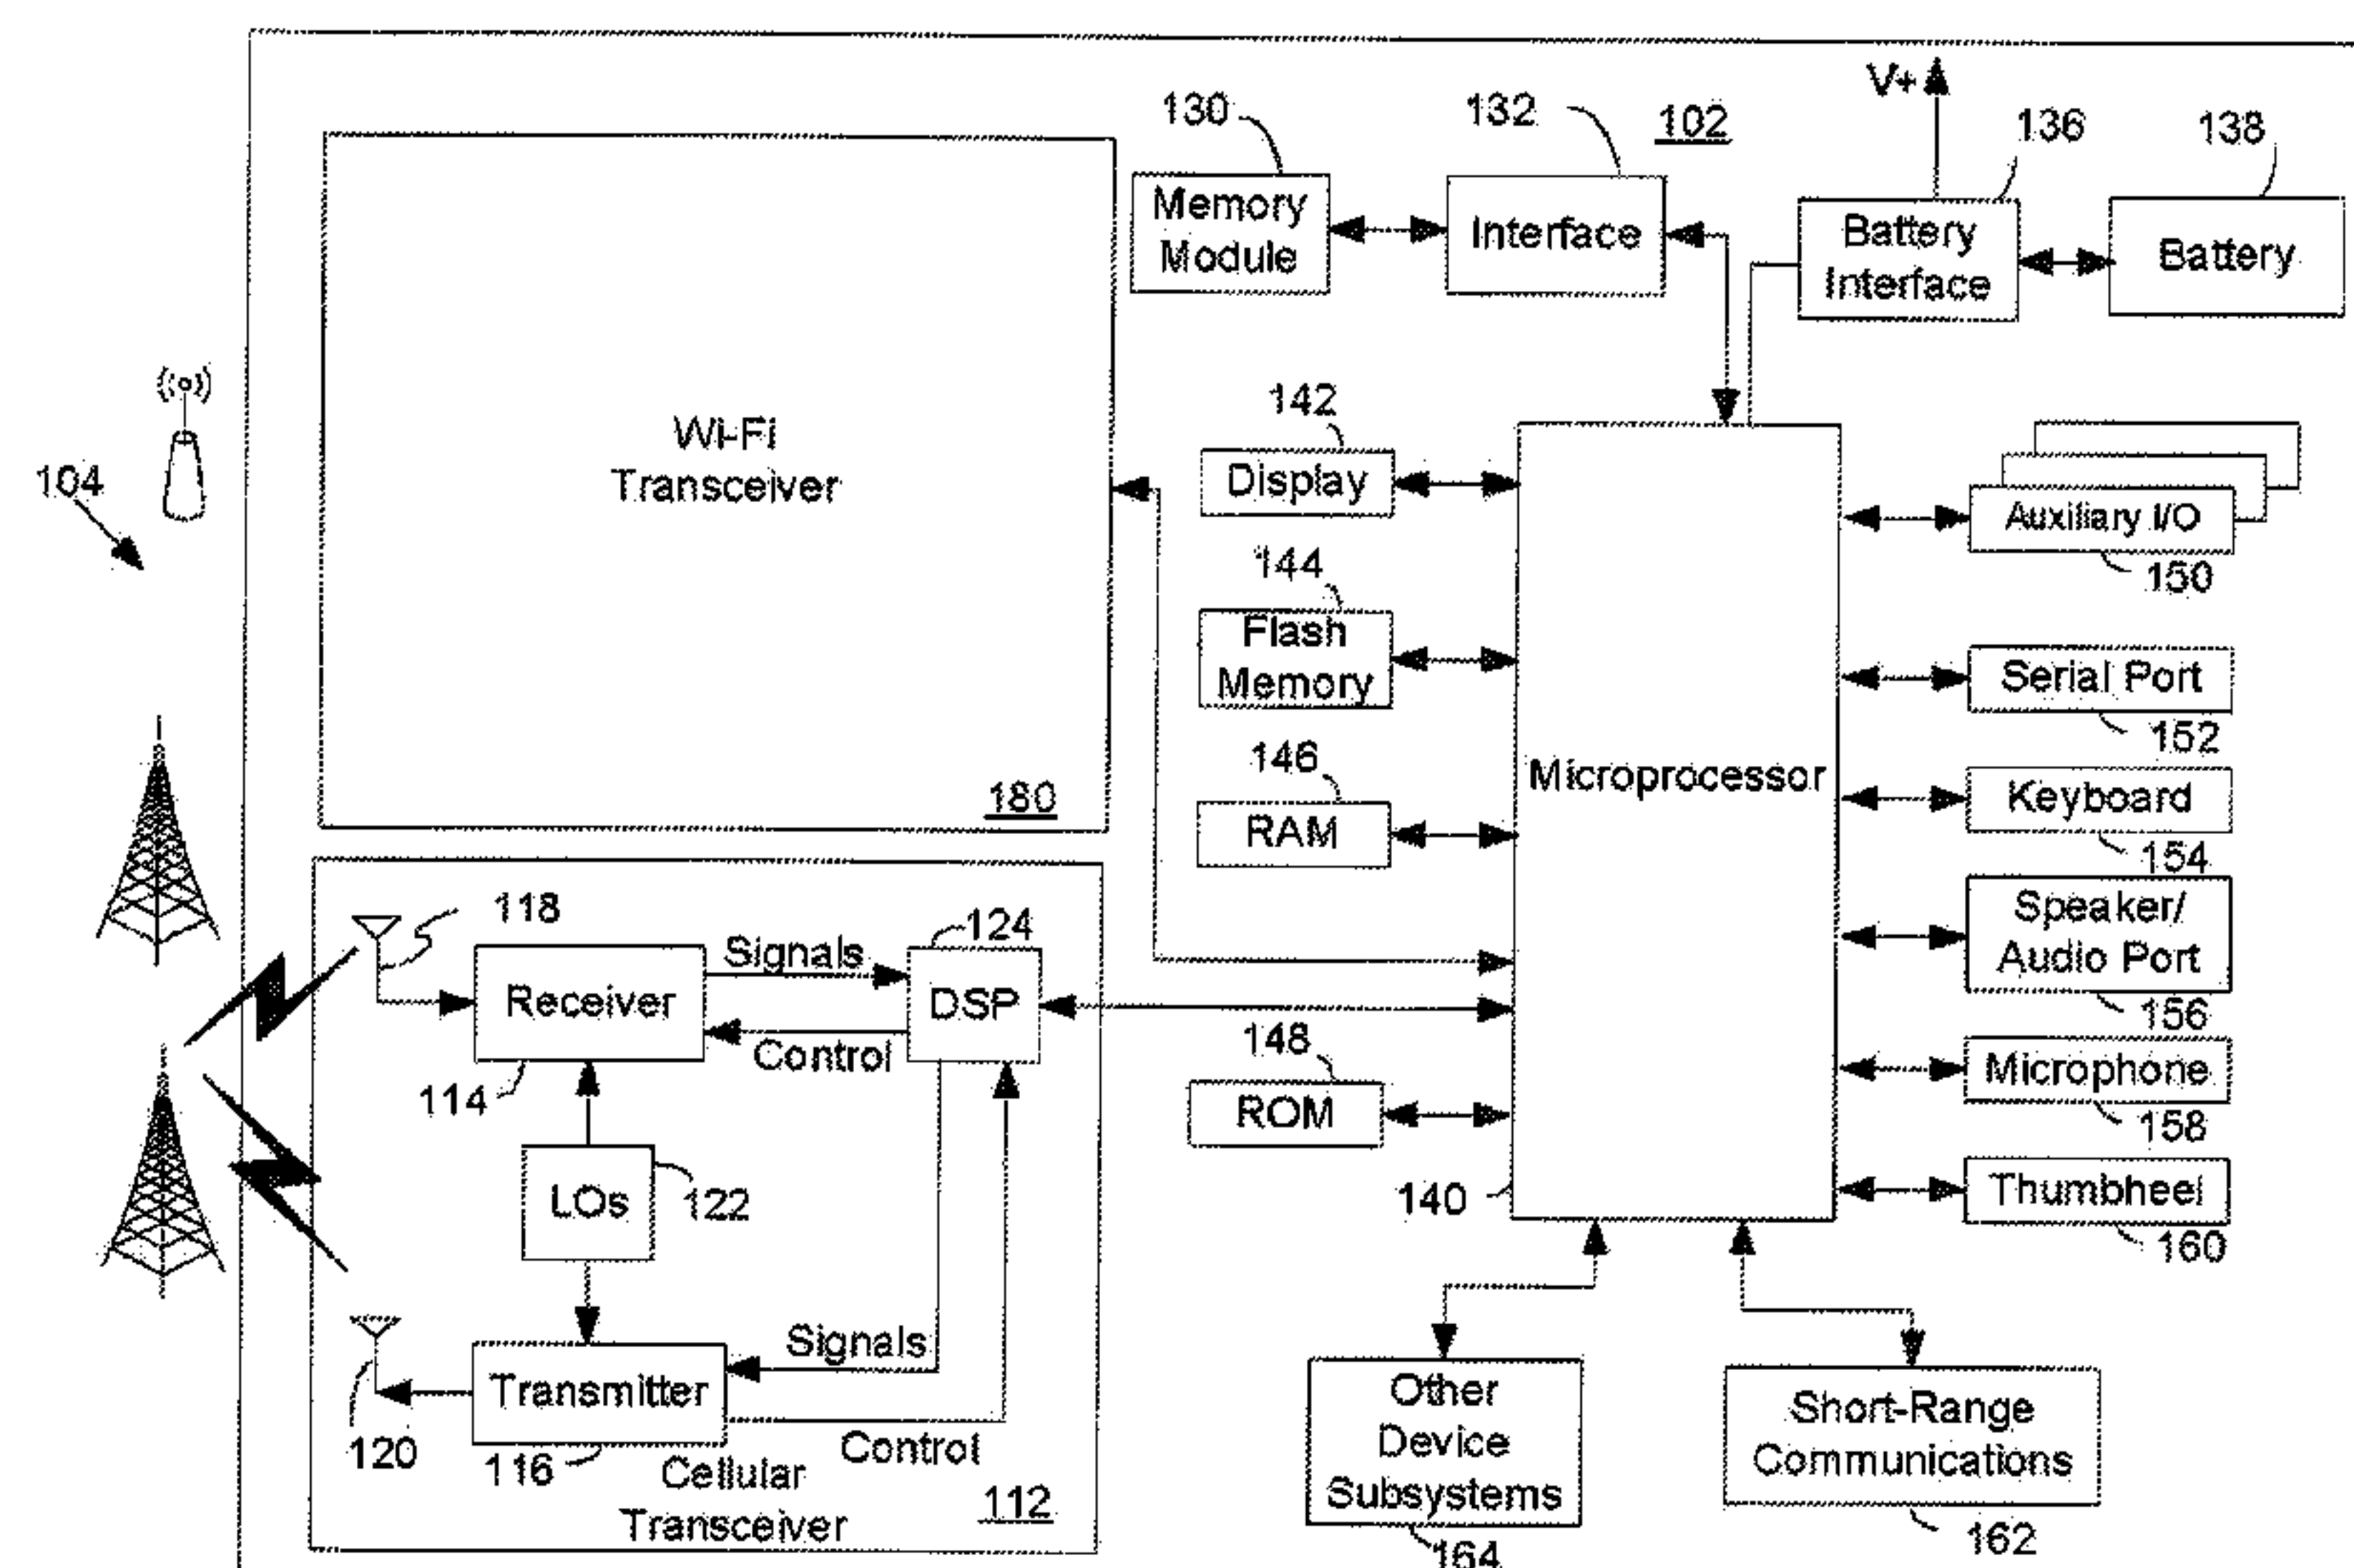 V+
130
132
102
136
138
Memory
Module
Interface
Battery
Interface
Battery
104
Wi-Fi
Transceiver
180
142
Display
144
Flash
Memory
146
RAM
148
ROM
140
Microprocessor
Auxiliary I/O
150
Serial Port
152
Keyboard
154
Speaker/
Audio Port
156
Microphone
158
Thumbheel
160
118
Signals
124
Receiver
DSP
Control
114
LOs
122
Signals
Transmitter
120
116
Control
Cellular
Transceiver
112
Other
Device
Subsystems
164
Short-Range
Communications
162